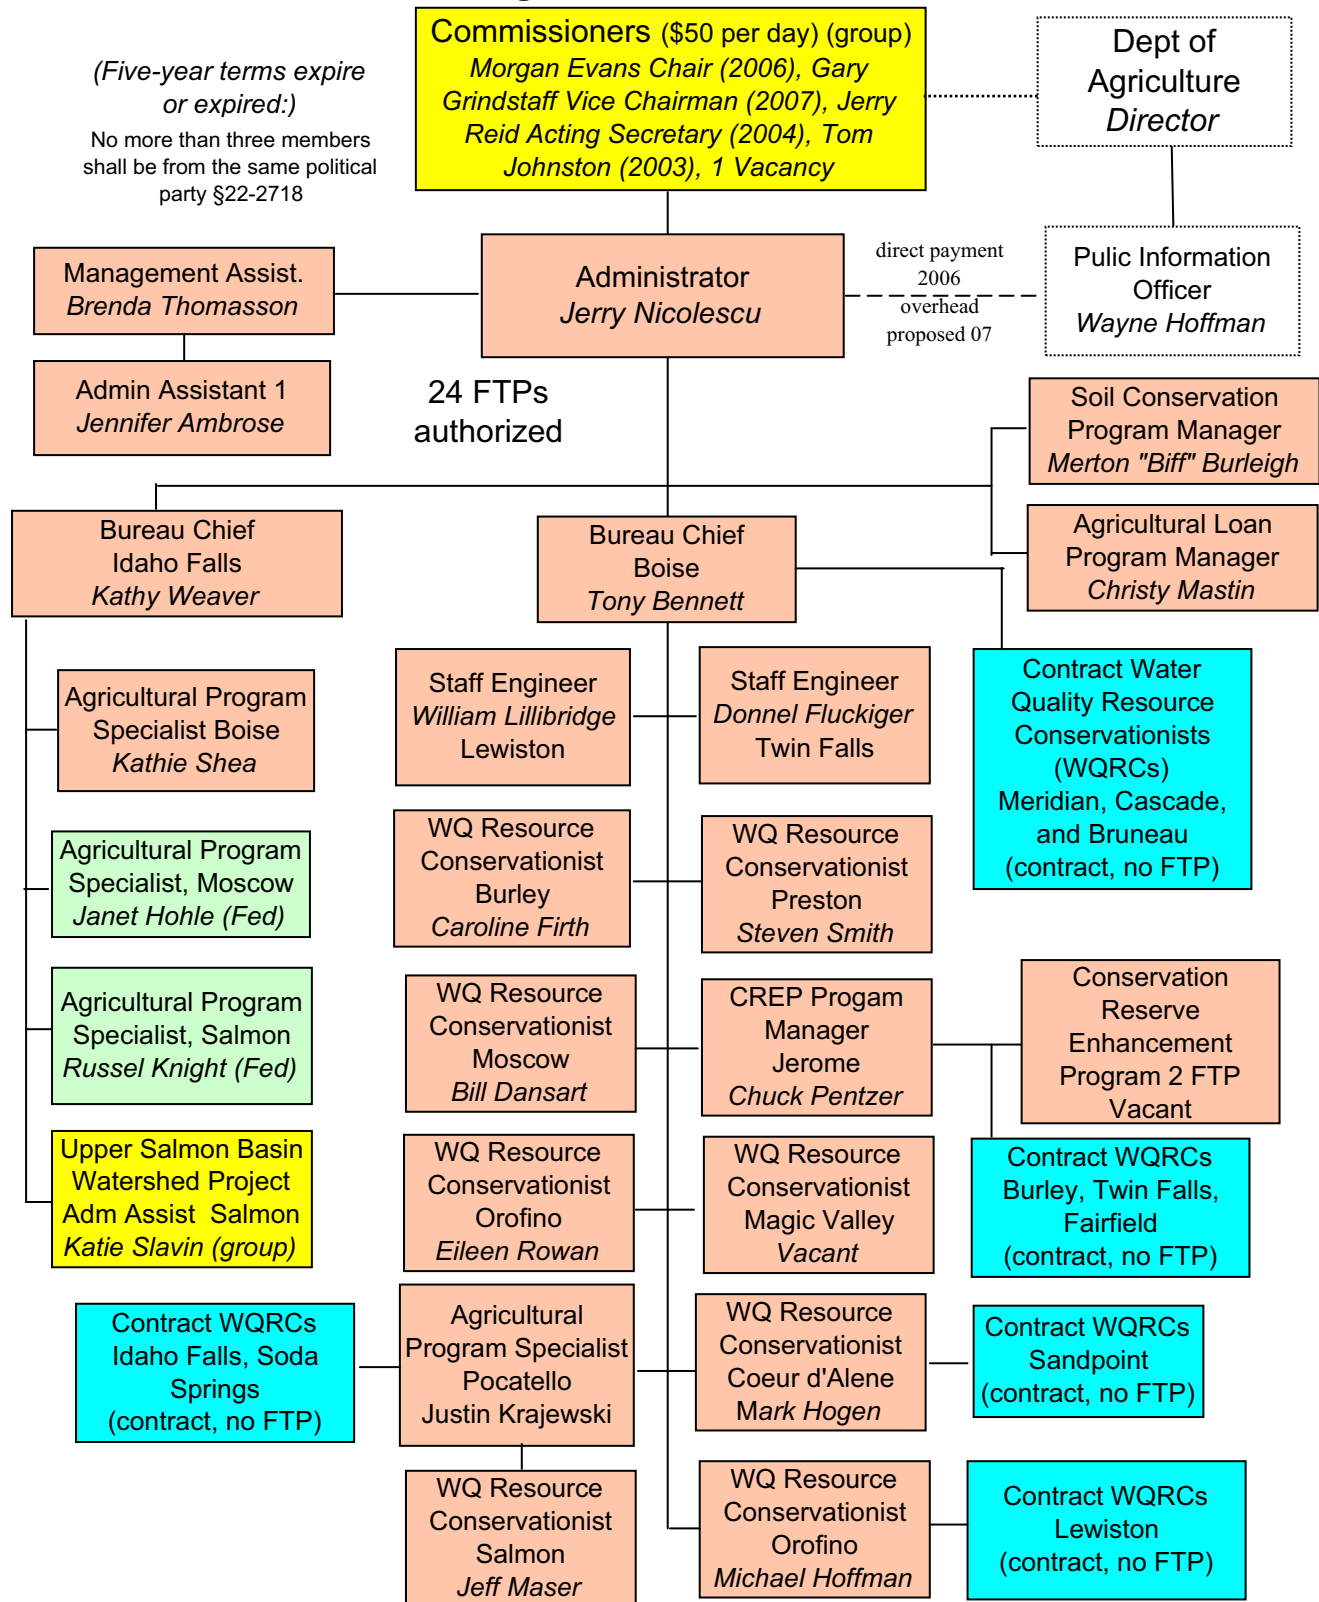 Commissioners ($50 per day) (group)
Morgan Evans Chair (2006), Gary
Grindstaff Vice Chairman (2007), Jerry
Reid Acting Secretary (2004), Tom
Johnston (2003), 1 Vacancy
Dept of
Agriculture
Director
(Five-year terms expire
or expired:)
No more than three members
shall be from the same political
party §22-2718
Management Assist.
Brenda Thomasson
Administrator
Jerry Nicolescu
direct payment
2006
overhead
proposed 07
Pulic Information
Officer
Wayne Hoffman
Admin Assistant 1
Jennifer Ambrose
24 FTPs
authorized
Soil Conservation
Program Manager
Merton "Biff" Burleigh
Bureau Chief
Idaho Falls
Kathy Weaver
Bureau Chief
Boise
Tony Bennett
Agricultural Loan
Program Manager
Christy Mastin
Agricultural Program
Specialist Boise
Kathie Shea
Staff Engineer
William Lillibridge
Lewiston
Staff Engineer
Donnel Fluckiger
Twin Falls
Contract Water
Quality Resource
Conservationists
(WQRCs)
Meridian, Cascade,
and Bruneau
(contract, no FTP)
Agricultural Program
Specialist, Moscow
Janet Hohle (Fed)
WQ Resource
Conservationist
Burley
Caroline Firth
WQ Resource
Conservationist
Preston
Steven Smith
Agricultural Program
Specialist, Salmon
Russel Knight (Fed)
WQ Resource
Conservationist
Moscow
Bill Dansart
CREP Progam
Manager
Jerome
Chuck Pentzer
Conservation
Reserve
Enhancement
Program 2 FTP
Vacant
Upper Salmon Basin
Watershed Project
Adm Assist  Salmon
Katie Slavin (group)
WQ Resource
Conservationist
Orofino
Eileen Rowan
WQ Resource
Conservationist
Magic Valley
Vacant
Contract WQRCs
Burley, Twin Falls,
Fairfield
(contract, no FTP)
Contract WQRCs
Idaho Falls, Soda
Springs
(contract, no FTP)
Agricultural
Program Specialist
Pocatello
Justin Krajewski
WQ Resource
Conservationist
Coeur d'Alene
Mark Hogen
Contract WQRCs
Sandpoint
(contract, no FTP)
WQ Resource
Conservationist
Salmon
Jeff Maser
WQ Resource
Conservationist
Orofino
Michael Hoffman
Contract WQRCs
Lewiston
(contract, no FTP)